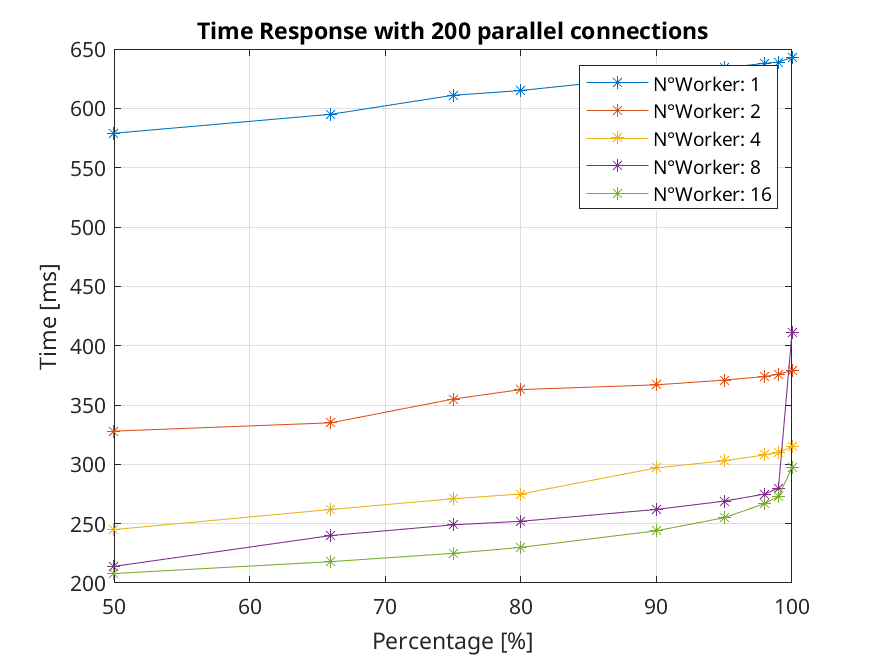 Time Response with 200 parallel connections
650
600
550
500
450
400
350
300
250
200
Time [ms]
N°Worker: 1
N°Worker: 2
N°Worker: 4
N°Worker: 8
N°Worker: 16
50
60
70
80
90
100
Percentage [%]